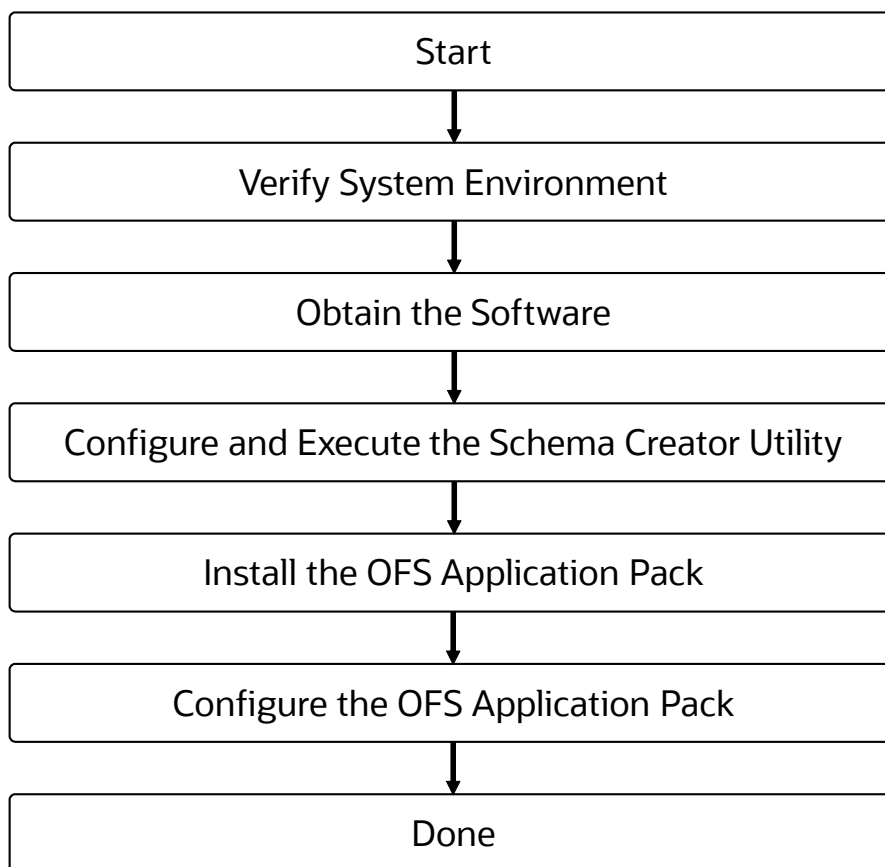 Start
Verify System Environment
Obtain the Software
Configure and Execute the Schema Creator Utility
Install the OFS Application Pack
Configure the OFS Application Pack
Done